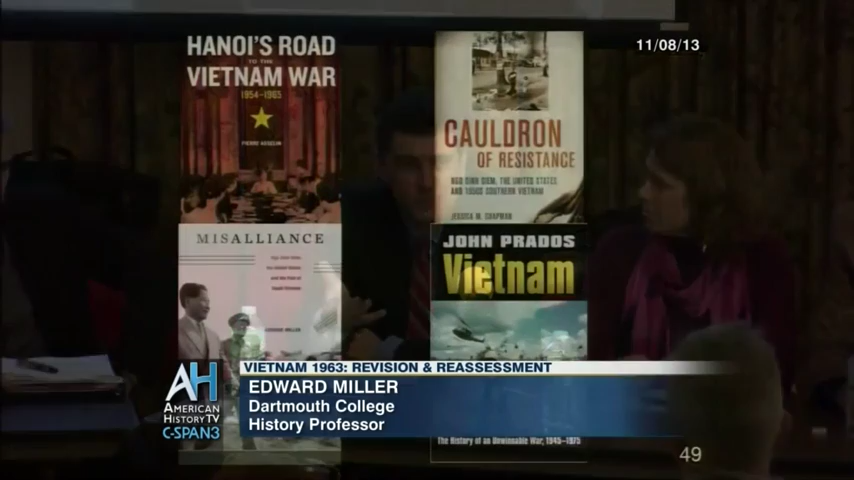 11/08/13
HANOI'S ROAD
TO THE
VIETNAM WAR
1954–1965
PIERRE ASSELIN
CAULDRON
OF RESISTANCE
NGO DINH DIEM, THE UNITED STATES
AND 1950S SOUTHERN VIETNAM
JESSICA M. CHAPMAN
MISALLIANCE
EDWARD MILLER
JOHN PRADOS
Vietnam
The History of an Unwinnable War, 1945–1975
VIETNAM 1963: REVISION & REASSESSMENT
EDWARD MILLER
Dartmouth College
History Professor
AH
AMERICAN
HISTORY TV
C-SPAN3
49